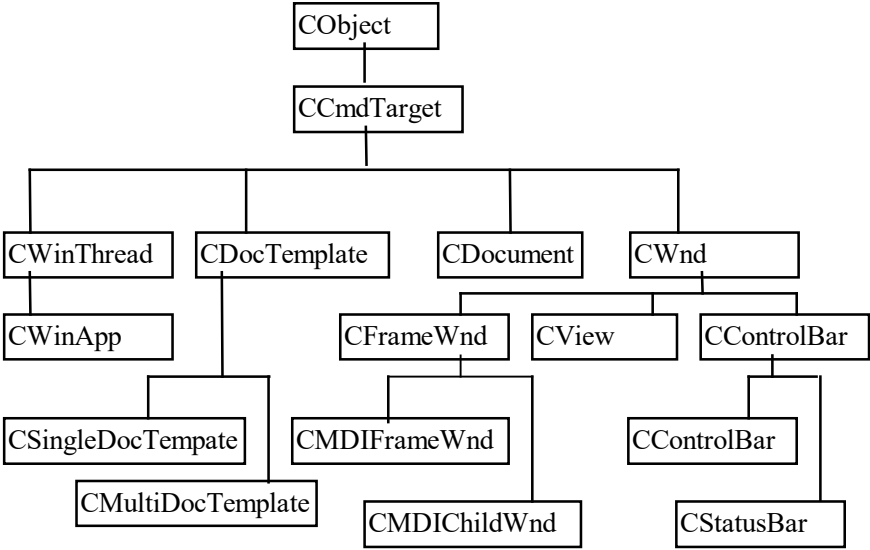 CObject
CCmdTarget
CWinThread
CDocTemplate
CDocument
CWnd
CWinApp
CFrameWnd
CView
CControlBar
CSingleDocTempate
CMDIFrameWnd
CControlBar
CMultiDocTemplate
CMDIChildWnd
CStatusBar